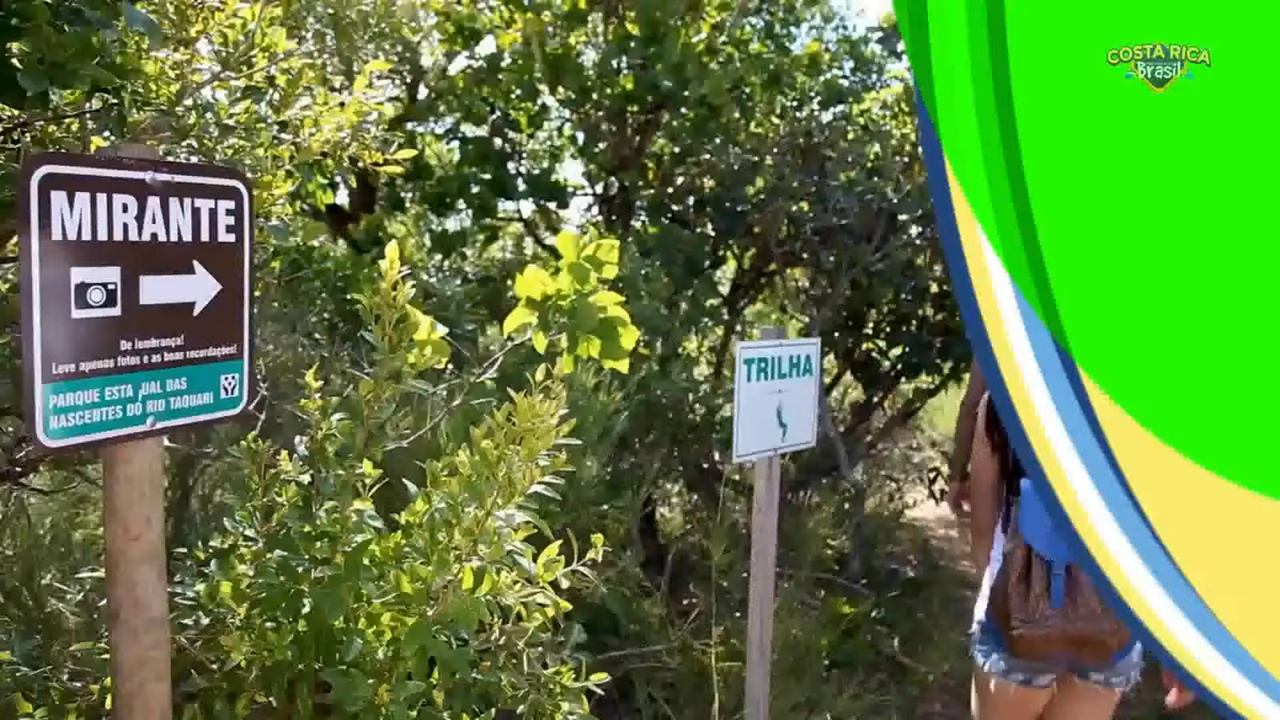 MIRANTE
De lembrança!
Leve apenas fotos e as boas recordações!
PARQUE ESTA UAL DAS
NASCENTES DO RIO TAQUARI
TRILHA
COSTA RICA
Brasil